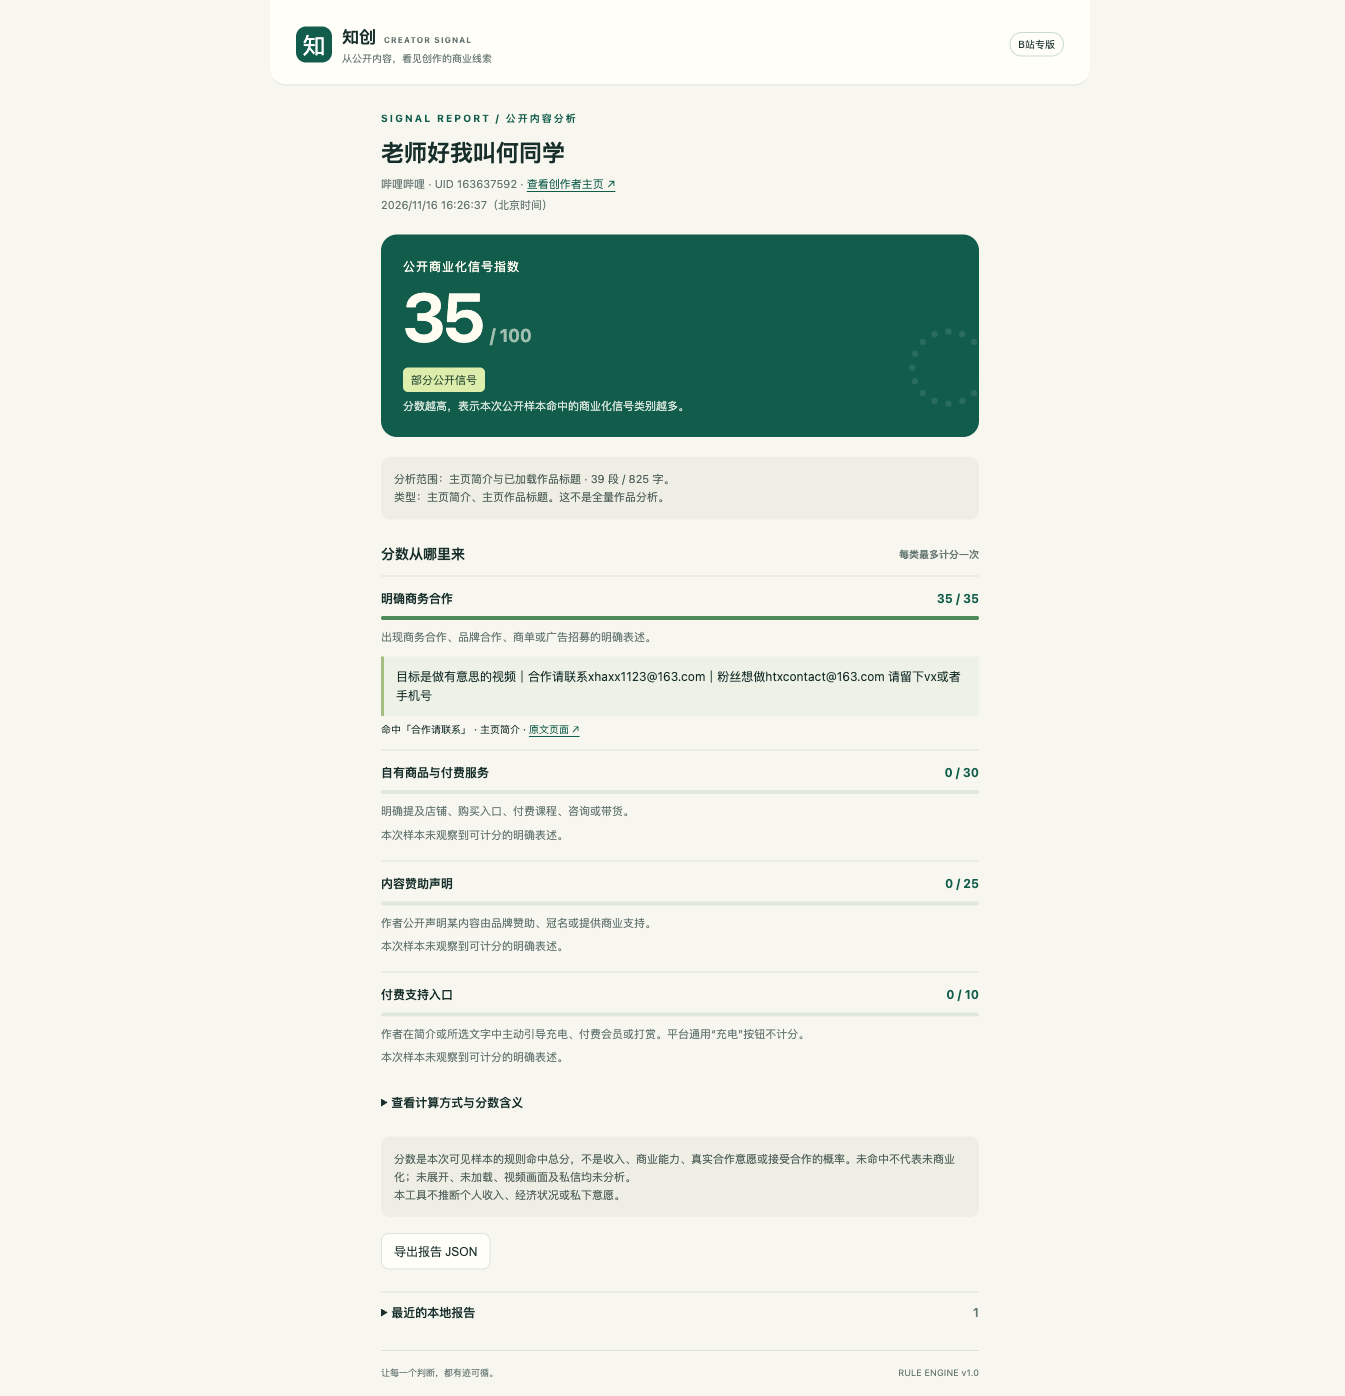 知
知创 CREATOR SIGNAL
从公开内容，看见创作的商业线索
B站专版
SIGNAL REPORT / 公开内容分析
老师好我叫何同学
哔哩哔哩 · UID 163637592 · 查看创作者主页 ↗
2026/11/16 16:26:37（北京时间）
公开商业化信号指数
35 / 100
部分公开信号
分数越高，表示本次公开样本命中的商业化信号类别越多。
分析范围：主页简介与已加载作品标题 · 39 段 / 825 字。
类型：主页简介、主页作品标题。这不是全量作品分析。
分数从哪里来
每类最多计分一次
明确商务合作
35 / 35
出现商务合作、品牌合作、商单或广告招募的明确表述。
目标是做有意思的视频 | 合作请联系xhaxx1123@163.com | 粉丝想做htxcontact@163.com 请留下vx或者
手机号
命中「合作请联系」 · 主页简介 · 原文页面 ↗
自有商品与付费服务
0 / 30
明确提及店铺、购买入口、付费课程、咨询或带货。
本次样本未观察到可计分的明确表述。
内容赞助声明
0 / 25
作者公开声明某内容由品牌赞助、冠名或提供商业支持。
本次样本未观察到可计分的明确表述。
付费支持入口
0 / 10
作者在简介或所选文字中主动引导充电、付费会员或打赏。平台通用“充电”按钮不计分。
本次样本未观察到可计分的明确表述。
▶ 查看计算方式与分数含义
分数是本次可见样本的规则命中总分，不是收入、商业能力、真实合作意愿或接受合作的概率。未命中不代表未商业
化；未展开、未加载、视频画面及私信均未分析。
本工具不推断个人收入、经济状况或私下意愿。
导出报告 JSON
▶ 最近的本地报告
1
让每一个判断，都有迹可循。
RULE ENGINE v1.0